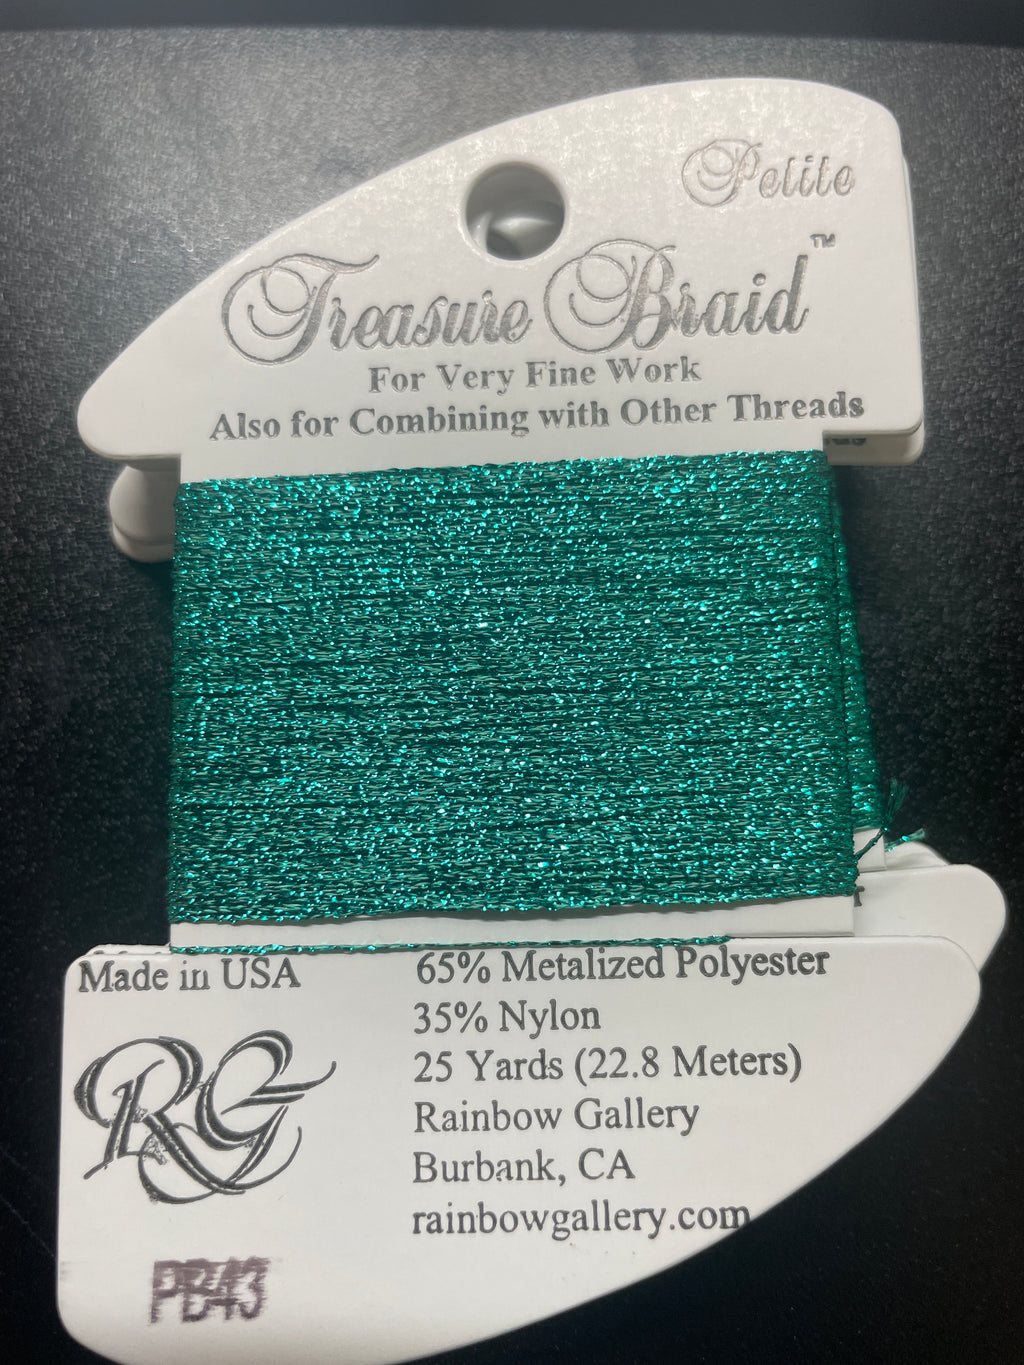 Petite
Treasure Braid™
For Very Fine Work
Also for Combining with Other Threads
Made in USA
65% Metalized Polyester
35% Nylon
25 Yards (22.8 Meters)
RG
Rainbow Gallery
Burbank, CA
rainbowgallery.com
PB43